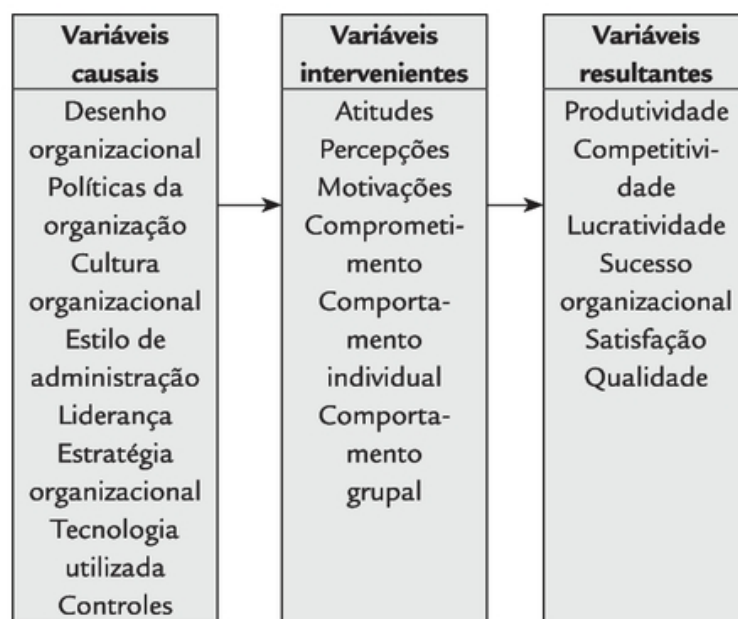 Variáveis
causais
Desenho
organizacional
Políticas da
organização
Cultura
organizacional
Estilo de
administração
Liderança
Estratégia
organizacional
Tecnologia
utilizada
Controles
Variáveis
intervenientes
Atitudes
Percepções
Motivações
Comprometi-
mento
Comporta-
mento
individual
Comporta-
mento
grupal
Variáveis
resultantes
Produtividade
Competitivi-
dade
Lucratividade
Sucesso
organizacional
Satisfação
Qualidade